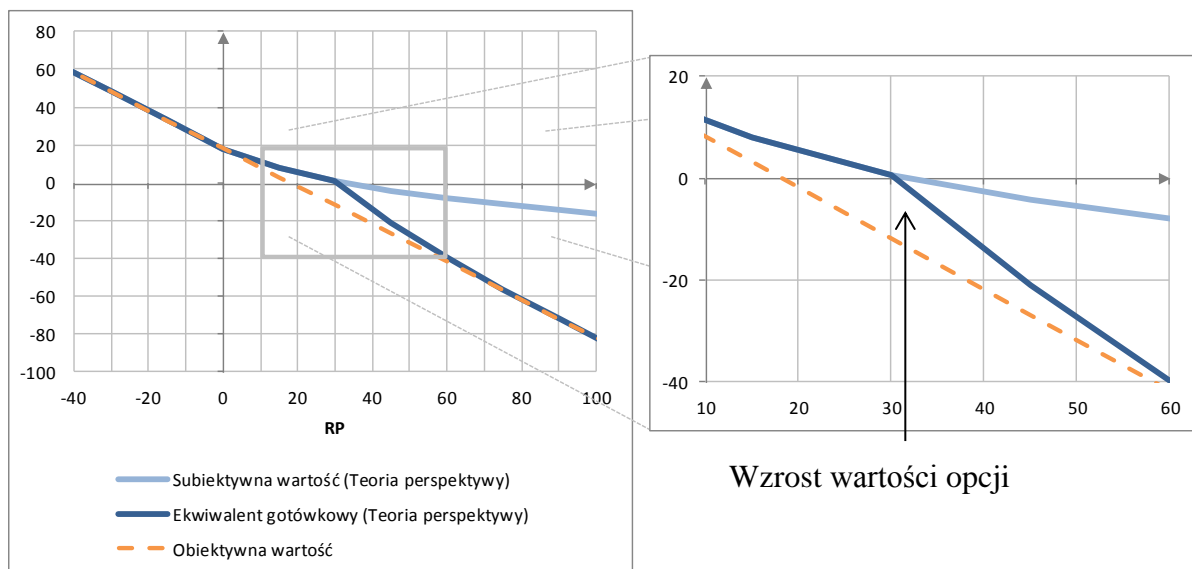 80
60
40
20
0
-20
-40
-60
-80
-100
-40 -20 0 20 40 60 80 100
RP
Subiektywna wartość (Teoria perspektywy)
Ekwiwalent gotówkowy (Teoria perspektywy)
Obiektywna wartość
20
0
-20
-40
10 20 30 40 50 60
Wzrost wartości opcji